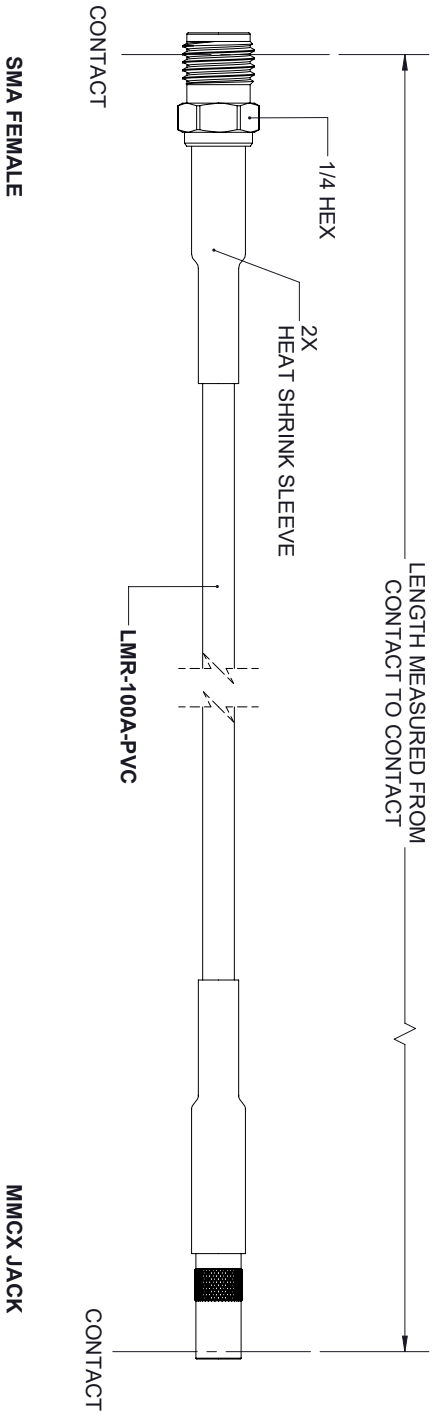 LENGTH MEASURED FROM
CONTACT TO CONTACT
1/4 HEX
2X
HEAT SHRINK SLEEVE
LMR-100A-PVC
CONTACT
CONTACT
SMA FEMALE
MMCX JACK